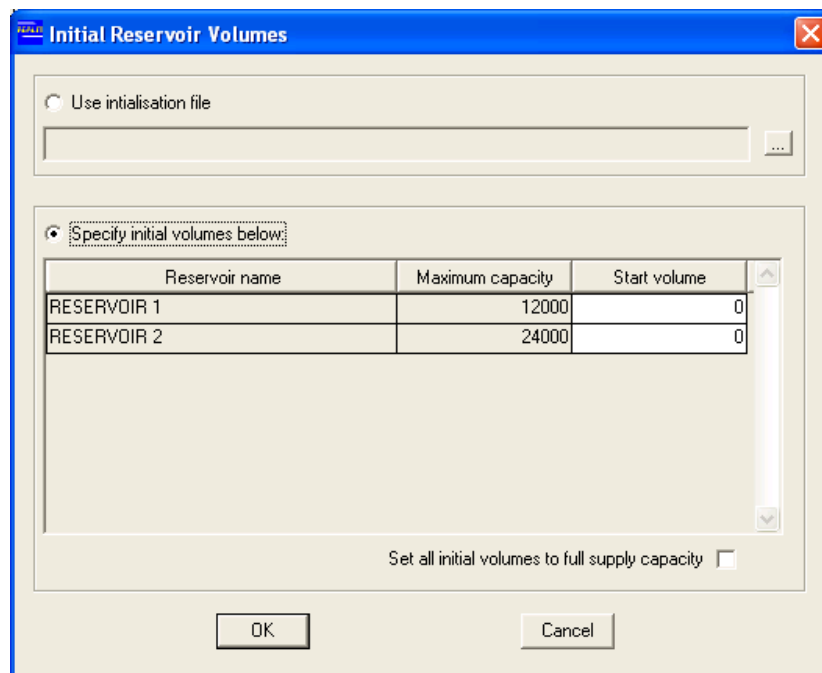 Initial Reservoir Volumes
Use intialisation file
...
Specify initial volumes below:
Reservoir name Maximum capacity Start volume
RESERVOIR 1 12000 0
RESERVOIR 2 24000 0
Set all initial volumes to full supply capacity
OK Cancel